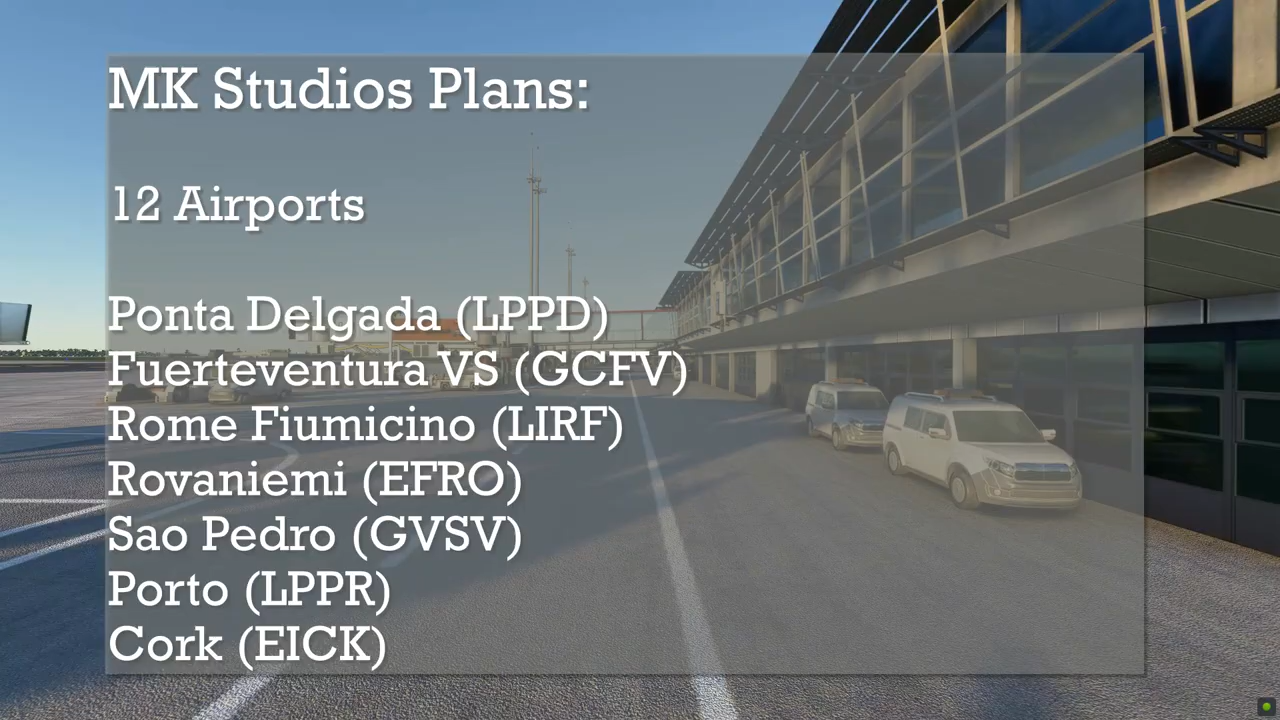 MK Studios Plans:
12 Airports
Ponta Delgada (LPPD)
Fuerteventura VS (GCFV)
Rome Fiumicino (LIRF)
Rovaniemi (EFRO)
Sao Pedro (GVSV)
Porto (LPPR)
Cork (EICK)